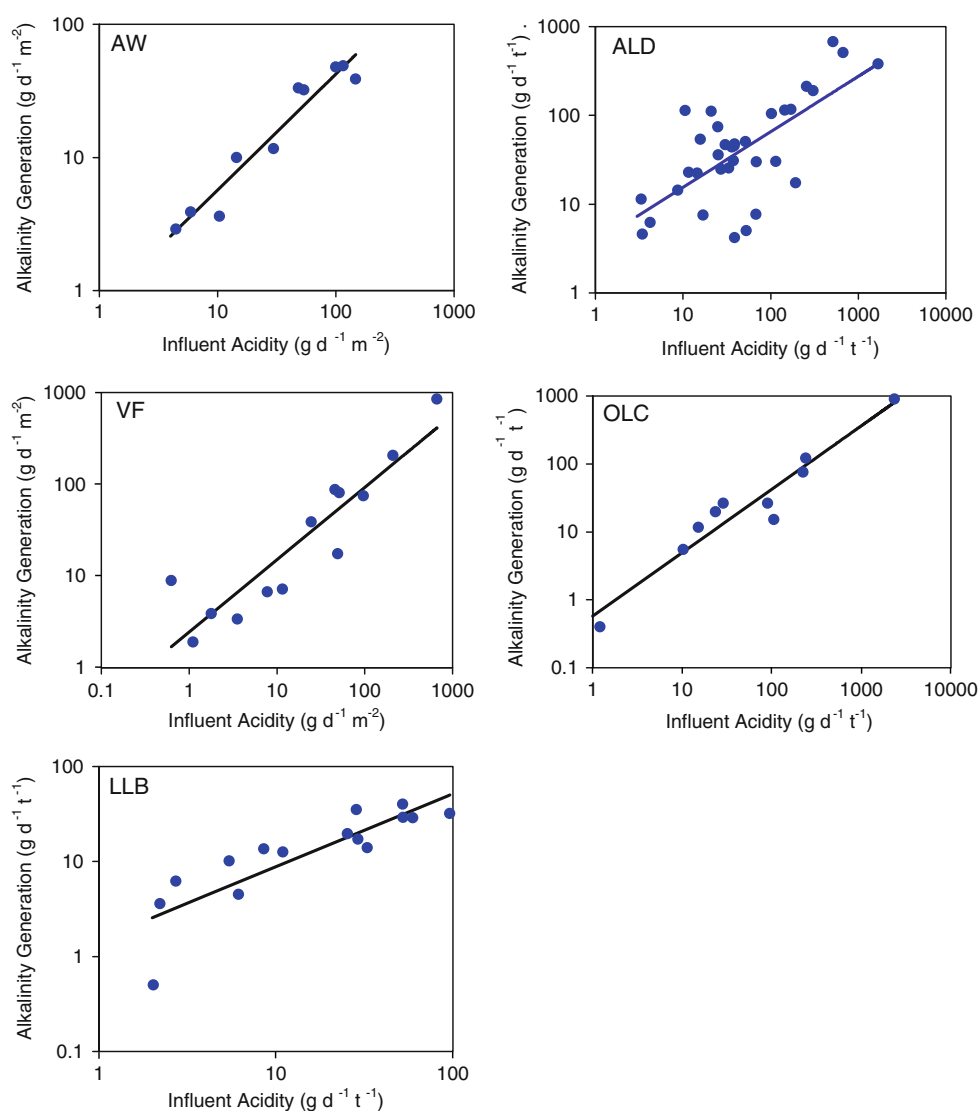 AW
Alkalinity Generation (g d⁻¹ m⁻²)
100
10
1
1 10 100 1000
Influent Acidity (g d ⁻¹ m⁻²)
ALD
Alkalinity Generation (g d⁻¹ t⁻¹) .
1000
100
10
1
1 10 100 1000 10000
Influent Acidity (g d ⁻¹ t⁻¹)
VF
Alkalinity Generation (g d⁻¹ m⁻²)
1000
100
10
1
0.1 1 10 100 1000
Influent Acidity (g d ⁻¹ m⁻²)
OLC
Alkalinity Generation (g d⁻¹ ⁻¹)
1000
100
10
1
0.1
1 10 100 1000 10000
Influent Acidity (g d ⁻¹ t⁻¹)
LLB
Alkalinity Generation (g d⁻¹ t⁻¹)
100
10
1
0.1
1 10 100
Influent Acidity (g d ⁻¹ t⁻¹)